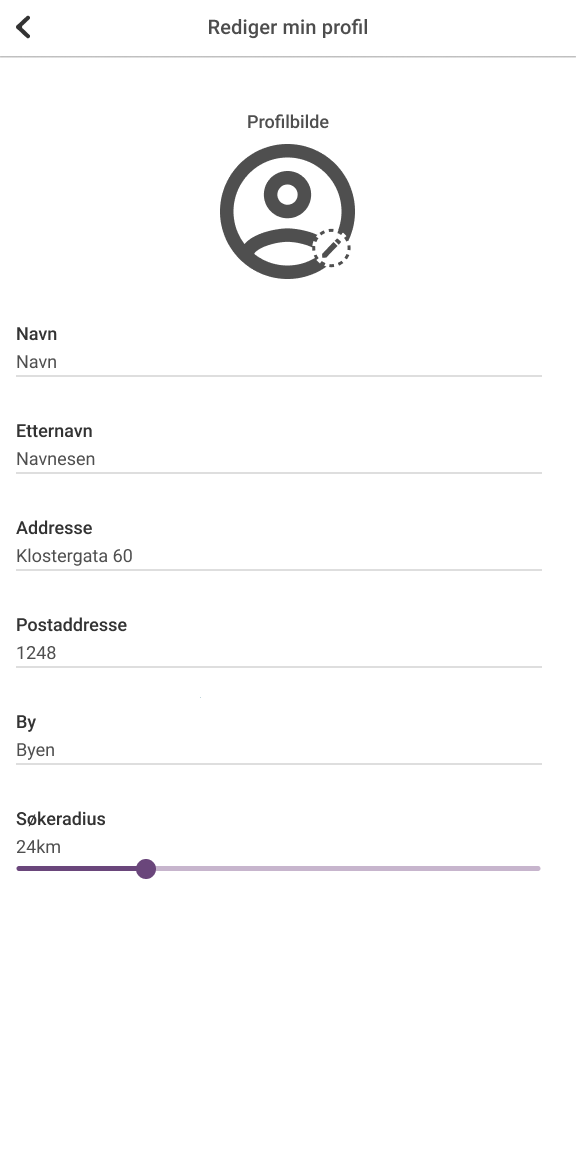 Rediger min profil
Profilbilde
Navn
Navn
Etternavn
Navnesen
Addresse
Klostergata 60
Postaddresse
1248
By
Byen
Søkeradius
24km